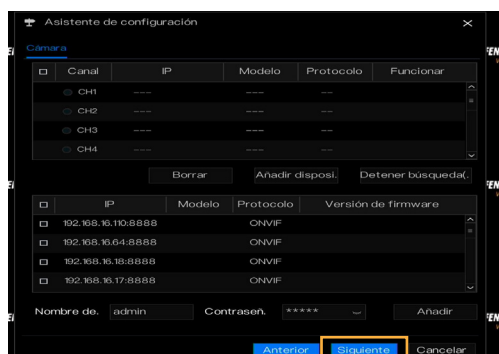 Asistente de configuración
Cámara
Canal IP Modelo Protocolo Funcionar
CH1 --- --- --
CH2 --- --- --
CH3 --- --- --
CH4 --- --- --
Borrar Añadir disposi. Detener búsqueda(.
IP Modelo Protocolo Versión de firmware
192.168.16.110:8888 ONVIF
192.168.16.64:8888 ONVIF
192.168.16.18:8888 ONVIF
192.168.16.17:8888 ONVIF
Nombre de. admin Contraseñ. ***** Añadir
Anterior Siguiente Cancelar